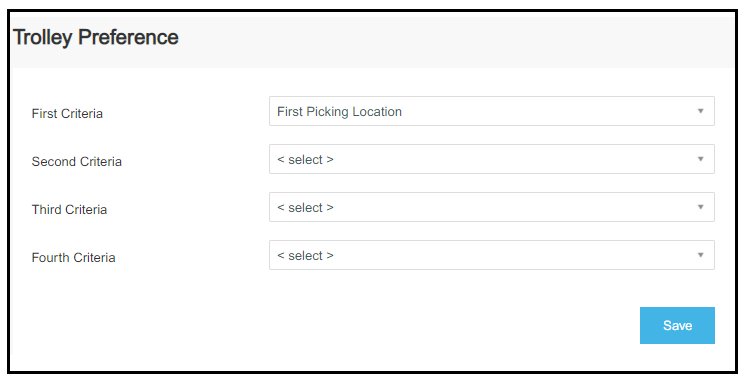 Trolley Preference
First Criteria
First Picking Location
Second Criteria
< select >
Third Criteria
< select >
Fourth Criteria
< select >
Save